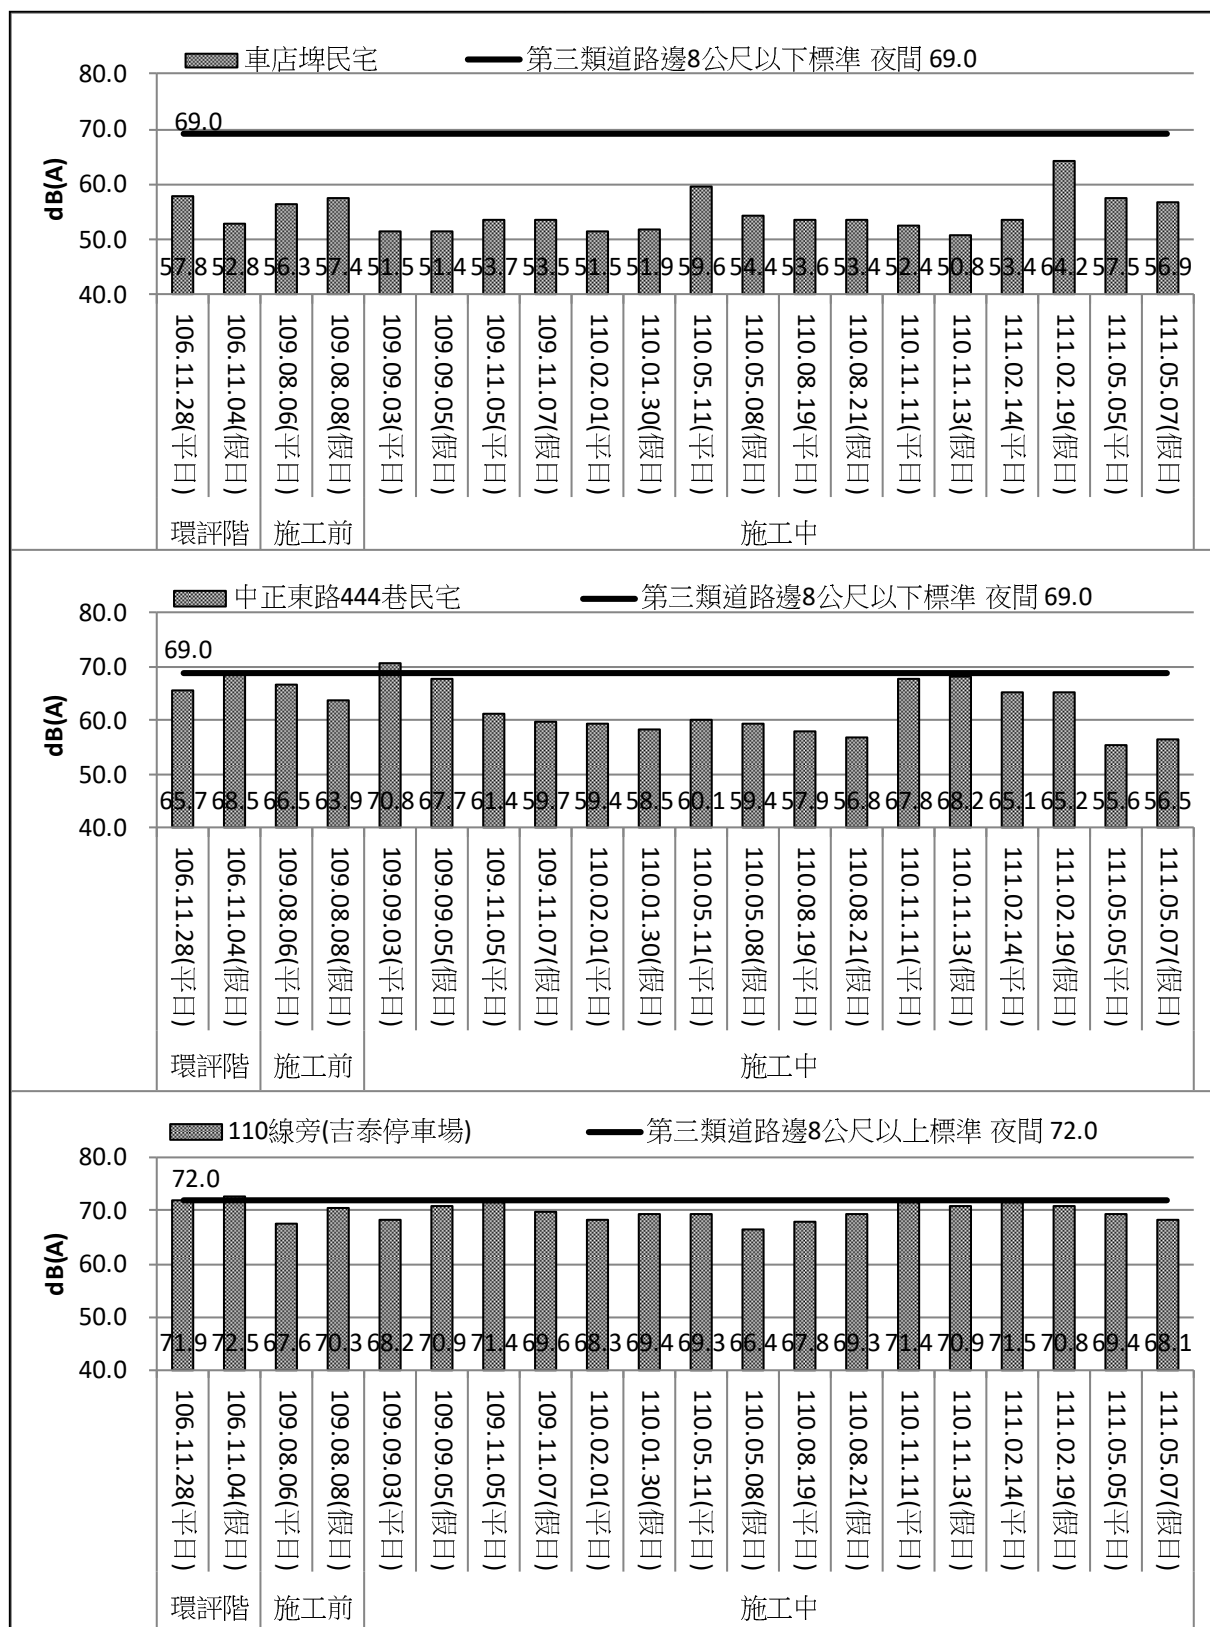 車店埤民宅 第三類道路邊8公尺以下標準 夜間 69.0
80.0
70.0
60.0
50.0
40.0
dB(A)
69.0
57.8 52.8 56.3 57.4 51.5 51.4 53.7 53.5 51.5 51.9 59.6 54.4 53.6 53.4 52.4 50.8 53.4 64.2 57.5 56.9
106.11.28(平日) 106.11.04(假日) 109.08.06(平日) 109.08.08(假日) 109.09.03(平日) 109.09.05(假日) 109.11.05(平日) 109.11.07(假日) 110.02.01(平日) 110.01.30(假日) 110.05.11(平日) 110.05.08(假日) 110.08.19(平日) 110.08.21(假日) 110.11.11(平日) 110.11.13(假日) 111.02.14(平日) 111.02.19(假日) 111.05.05(平日) 111.05.07(假日)
環評階 施工前 施工中
中正東路444巷民宅 第三類道路邊8公尺以下標準 夜間 69.0
80.0
70.0
60.0
50.0
40.0
dB(A)
69.0
65.7 68.5 66.5 63.9 70.8 67.7 61.4 59.7 59.4 58.5 60.1 59.4 57.9 56.8 67.8 68.2 65.1 65.2 55.6 56.5
106.11.28(平日) 106.11.04(假日) 109.08.06(平日) 109.08.08(假日) 109.09.03(平日) 109.09.05(假日) 109.11.05(平日) 109.11.07(假日) 110.02.01(平日) 110.01.30(假日) 110.05.11(平日) 110.05.08(假日) 110.08.19(平日) 110.08.21(假日) 110.11.11(平日) 110.11.13(假日) 111.02.14(平日) 111.02.19(假日) 111.05.05(平日) 111.05.07(假日)
環評階 施工前 施工中
110線旁(吉泰停車場) 第三類道路邊8公尺以上標準 夜間 72.0
80.0
70.0
60.0
50.0
40.0
dB(A)
72.0
71.9 72.5 67.6 70.3 68.2 70.9 71.4 69.6 68.3 69.4 69.3 66.4 67.8 69.3 71.4 70.9 71.5 70.8 69.4 68.1
106.11.28(平日) 106.11.04(假日) 109.08.06(平日) 109.08.08(假日) 109.09.03(平日) 109.09.05(假日) 109.11.05(平日) 109.11.07(假日) 110.02.01(平日) 110.01.30(假日) 110.05.11(平日) 110.05.08(假日) 110.08.19(平日) 110.08.21(假日) 110.11.11(平日) 110.11.13(假日) 111.02.14(平日) 111.02.19(假日) 111.05.05(平日) 111.05.07(假日)
環評階 施工前 施工中